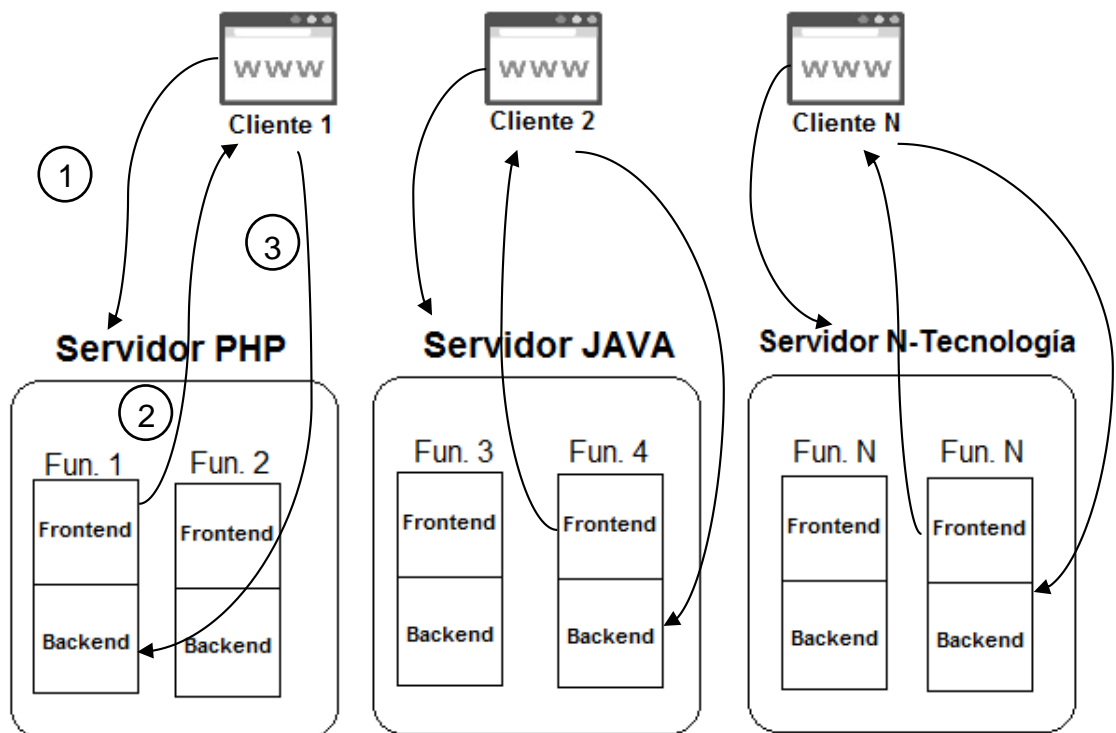 WWW
WWW
WWW
Cliente 1
Cliente 2
Cliente N
1
3
Servidor PHP
Servidor JAVA
Servidor N-Tecnología
2
Fun. 1
Fun. 2
Fun. 3
Fun. 4
Fun. N
Fun. N
Frontend
Frontend
Frontend
Frontend
Frontend
Frontend
Backend
Backend
Backend
Backend
Backend
Backend